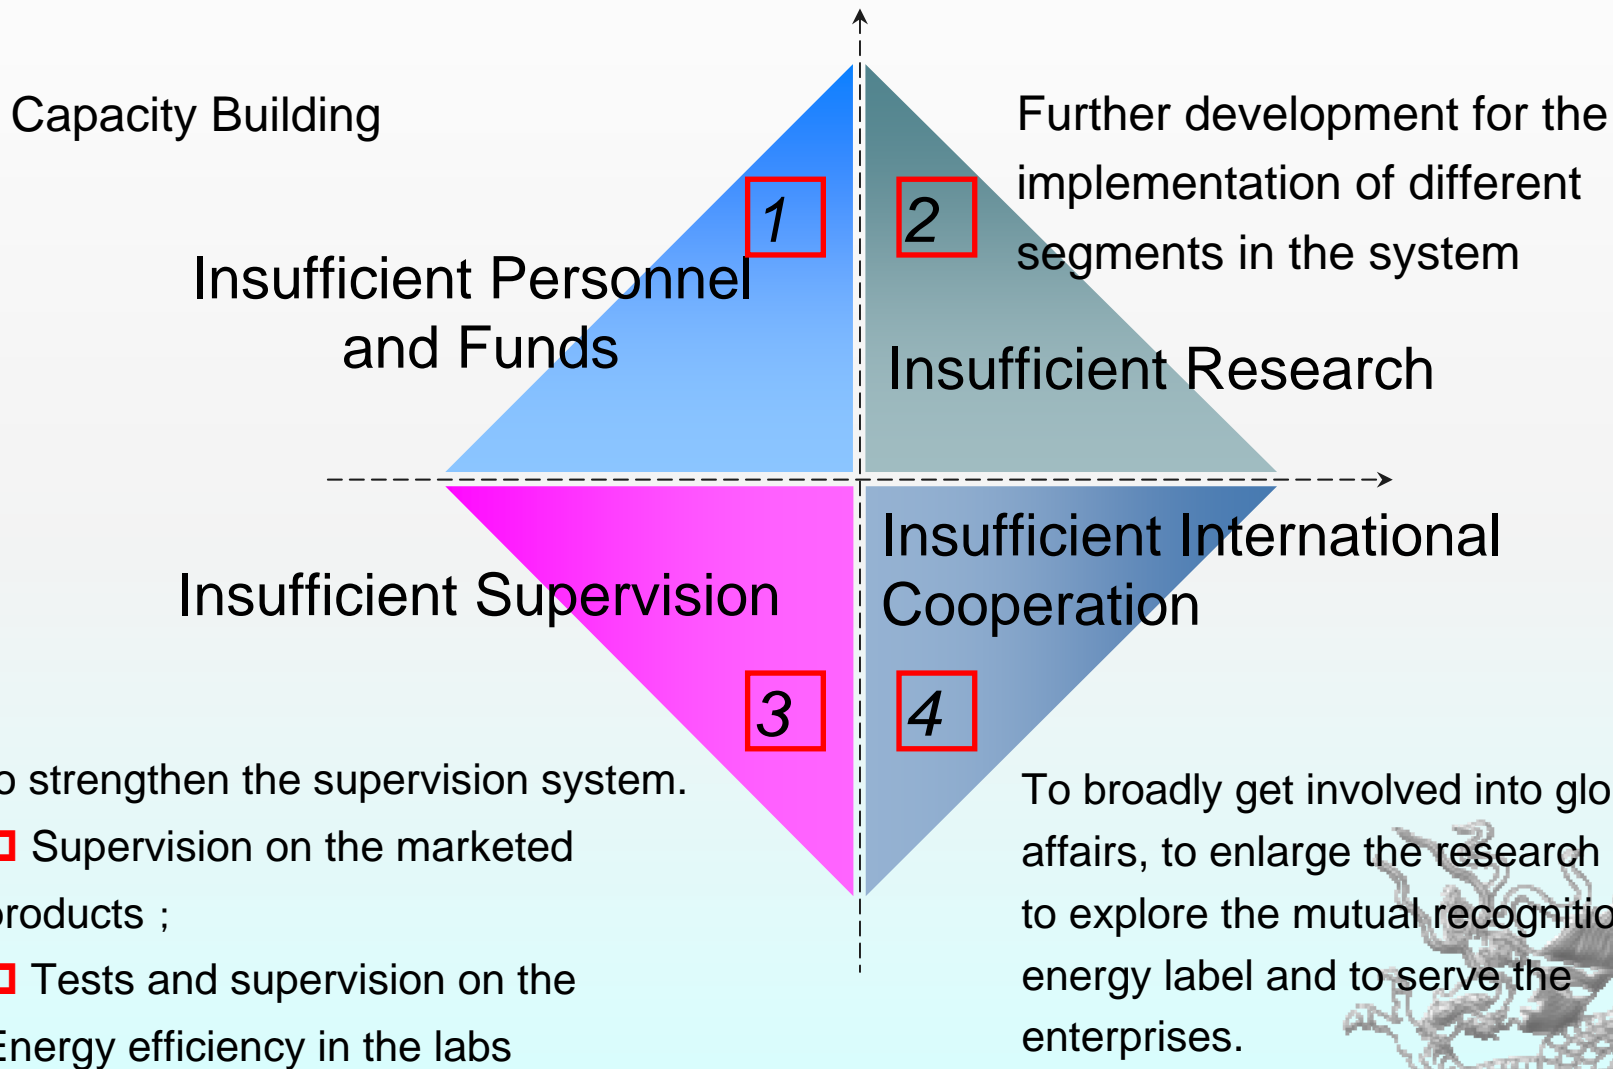 Capacity Building
1
Insufficient Personnel
and Funds
2
Further development for the
implementation of different
segments in the system
Insufficient Research
Insufficient Supervision
3
o strengthen the supervision system.
Supervision on the marketed
products ;
Tests and supervision on the
Energy efficiency in the labs
Insufficient International
Cooperation
4
To broadly get involved into glo
affairs, to enlarge the research
to explore the mutual recognitio
energy label and to serve the
enterprises.